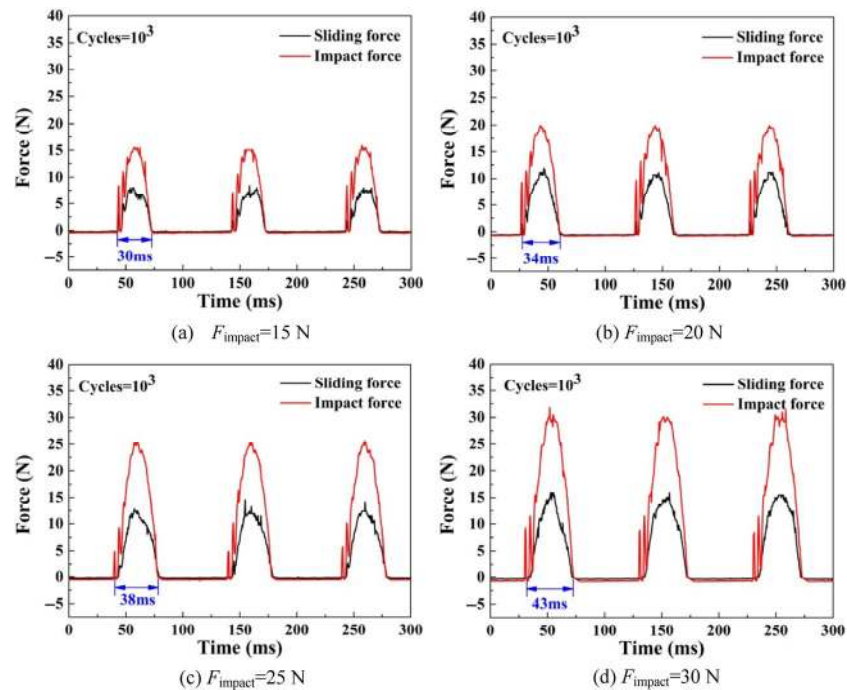 Cycles=10³
Sliding force
Impact force
Force (N)
40
35
30
25
20
15
10
5
0
−5
30ms
0 50 100 150 200 250 300
Time (ms)
(a) F_impact=15 N
Cycles=10³
Sliding force
Impact force
Force (N)
40
35
30
25
20
15
10
5
0
−5
34ms
0 50 100 150 200 250 300
Time (ms)
(b) F_impact=20 N
Cycles=10³
Sliding force
Impact force
Force (N)
40
35
30
25
20
15
10
5
0
−5
38ms
0 50 100 150 200 250 300
Time (ms)
(c) F_impact=25 N
Cycles=10³
Sliding force
Impact force
Force (N)
40
35
30
25
20
15
10
5
0
−5
43ms
0 50 100 150 200 250 300
Time (ms)
(d) F_impact=30 N